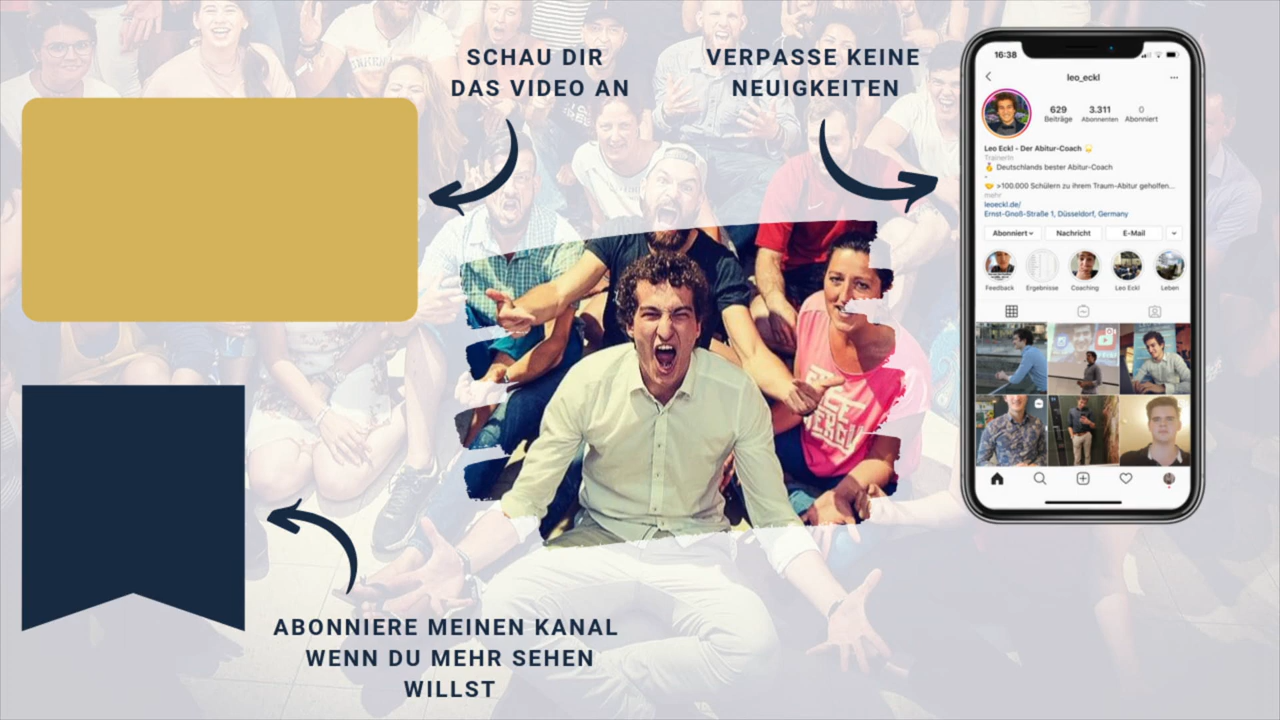 SCHAU DIR
DAS VIDEO AN
VERPASSE KEINE
NEUIGKEITEN
16:38
leo_eckl
629 3.311 0
Beiträge Abonnenten Abonniert
Leo Eckl - Der Abitur-Coach
TrainerIn
Deutschlands bester Abitur-Coach
-
>100.000 Schülern zu ihrem Traum-Abitur geholfen...
mehr
leoeckl.de/
Ernst-Gnoß-Straße 1, Düsseldorf, Germany
Abonniert Nachricht E-Mail
Feedback Ergebnisse Coaching Leo Eckl Leben
ABONNIERE MEINEN KANAL
WENN DU MEHR SEHEN
WILLST